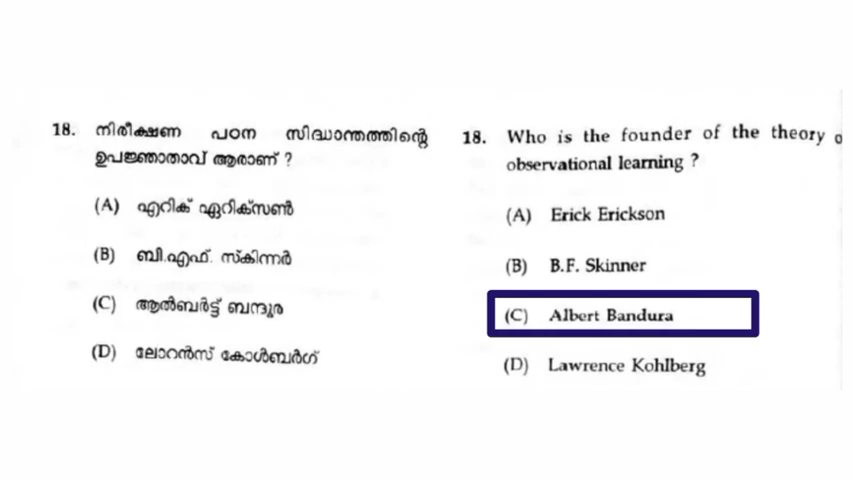 18. നിരീക്ഷണ പഠന സിദ്ധാന്തത്തിന്റെ
ഉപജ്ഞാതാവ് ആരാണ് ?
(A) എറിക് ഏറിക്സൺ
(B) ബി.എഫ്. സ്കിന്നർ
(C) ആൽബർട്ട് ബന്ദൂര
(D) ലോറൻസ് കോൾബർഗ്
18. Who is the founder of the theory o
observational learning ?
(A) Erick Erickson
(B) B.F. Skinner
(C) Albert Bandura
(D) Lawrence Kohlberg